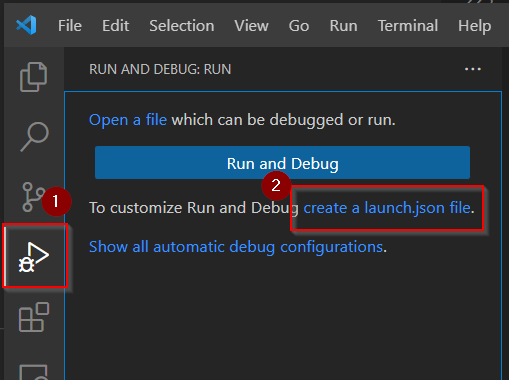 File Edit Selection View Go Run Terminal Help
RUN AND DEBUG: RUN ...
Open a file which can be debugged or run.
Run and Debug
2
1
To customize Run and Debug create a launch.json file.
Show all automatic debug configurations.